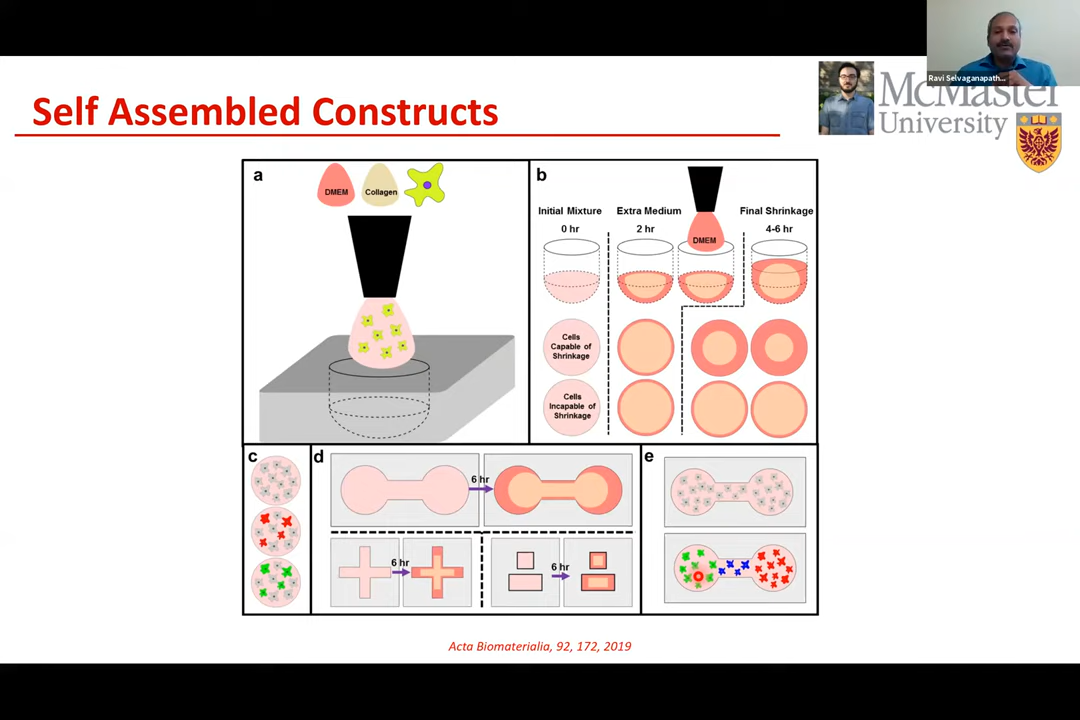 Ravi Selvaganapath...
McMaster
University
Self Assembled Constructs
a
DMEM
Collagen
b
Initial Mixture
0 hr
Extra Medium
2 hr
DMEM
Final Shrinkage
4-6 hr
Cells
Capable of
Shrinkage
Cells
Incapable of
Shrinkage
c
d
6 hr
6 hr
6 hr
e
Acta Biomaterialia, 92, 172, 2019